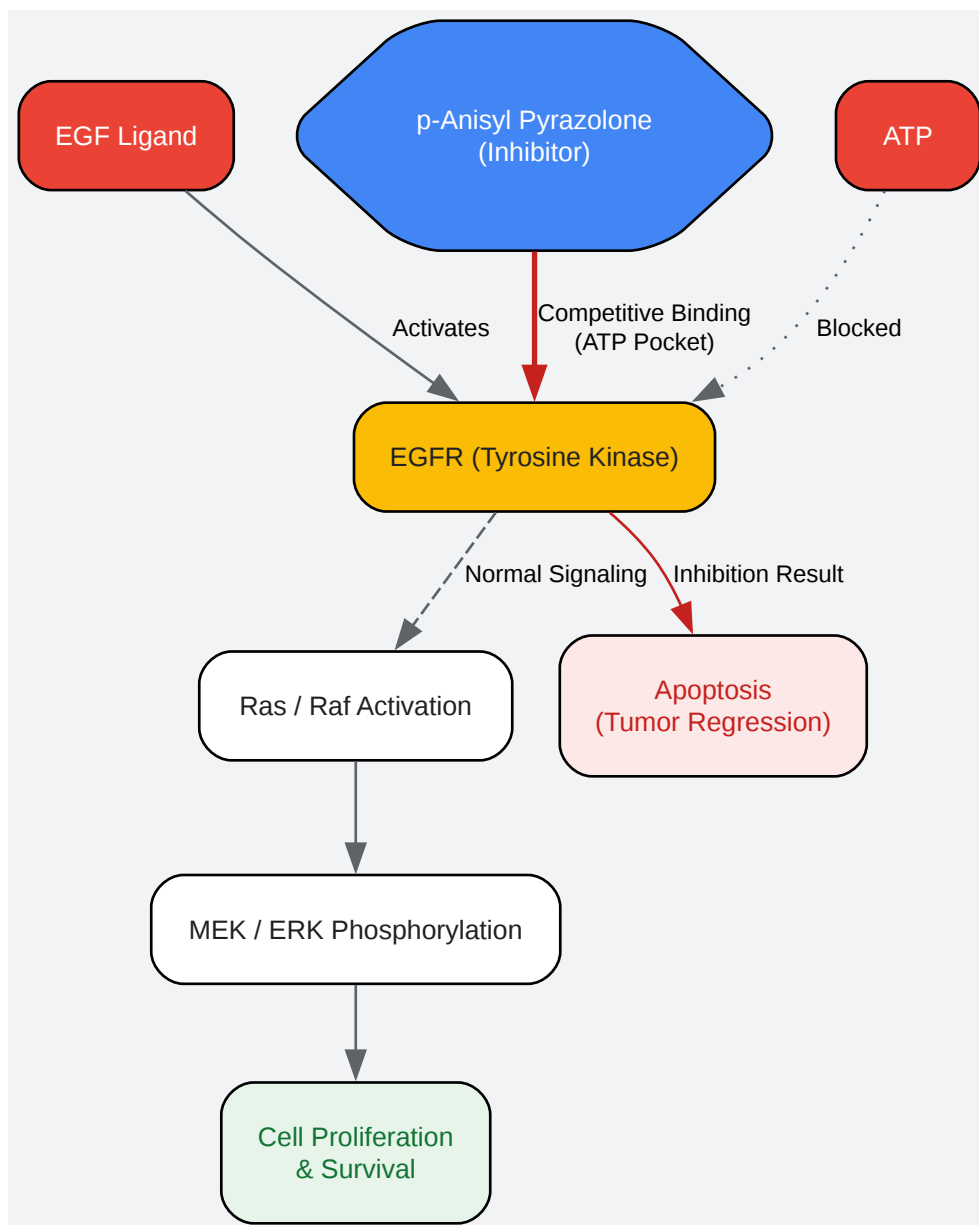 EGF Ligand
p-Anisyl Pyrazolone
(Inhibitor)
ATP
Activates
Competitive Binding
(ATP Pocket)
Blocked
EGFR (Tyrosine Kinase)
Normal Signaling
Inhibition Result
Ras / Raf Activation
Apoptosis
(Tumor Regression)
MEK / ERK Phosphorylation
Cell Proliferation
& Survival